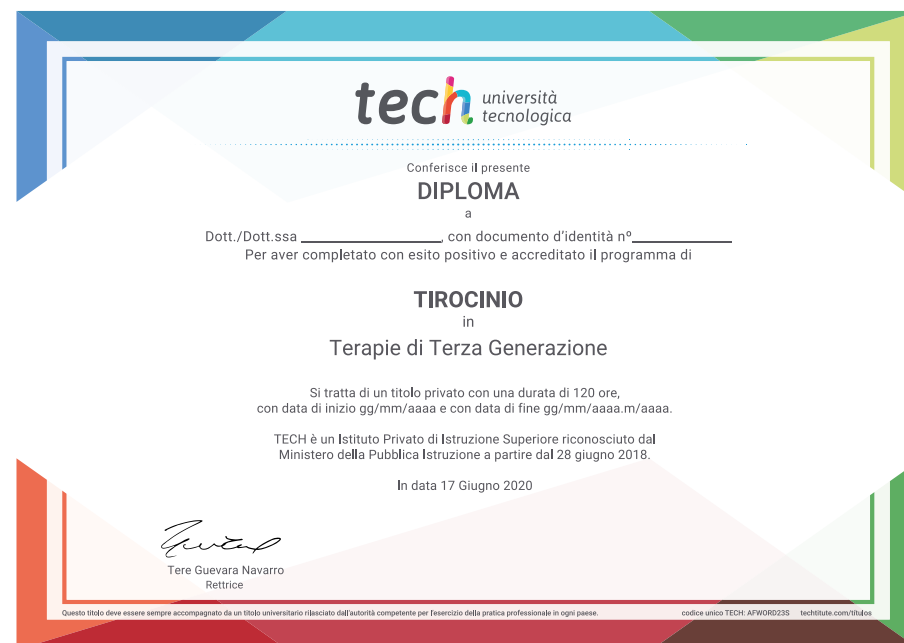 tech università
tecnologica
Conferisce il presente
DIPLOMA
a
Dott./Dott.ssa ____________________, con documento d'identità nº______________
Per aver completato con esito positivo e accreditato il programma di
TIROCINIO
in
Terapie di Terza Generazione
Si tratta di un titolo privato con una durata di 120 ore,
con data di inizio gg/mm/aaaa e con data di fine gg/mm/aaaa.m/aaaa.
TECH è un Istituto Privato di Istruzione Superiore riconosciuto dal
Ministero della Pubblica Istruzione a partire dal 28 giugno 2018.
In data 17 Giugno 2020
Tere Guevara Navarro
Rettrice
Questo titolo deve essere sempre accompagnato da un titolo universitario rilasciato dall'autorità competente per l'esercizio della pratica professionale in ogni paese.
codice unico TECH: AFWORD23S techtitute.com/titulos